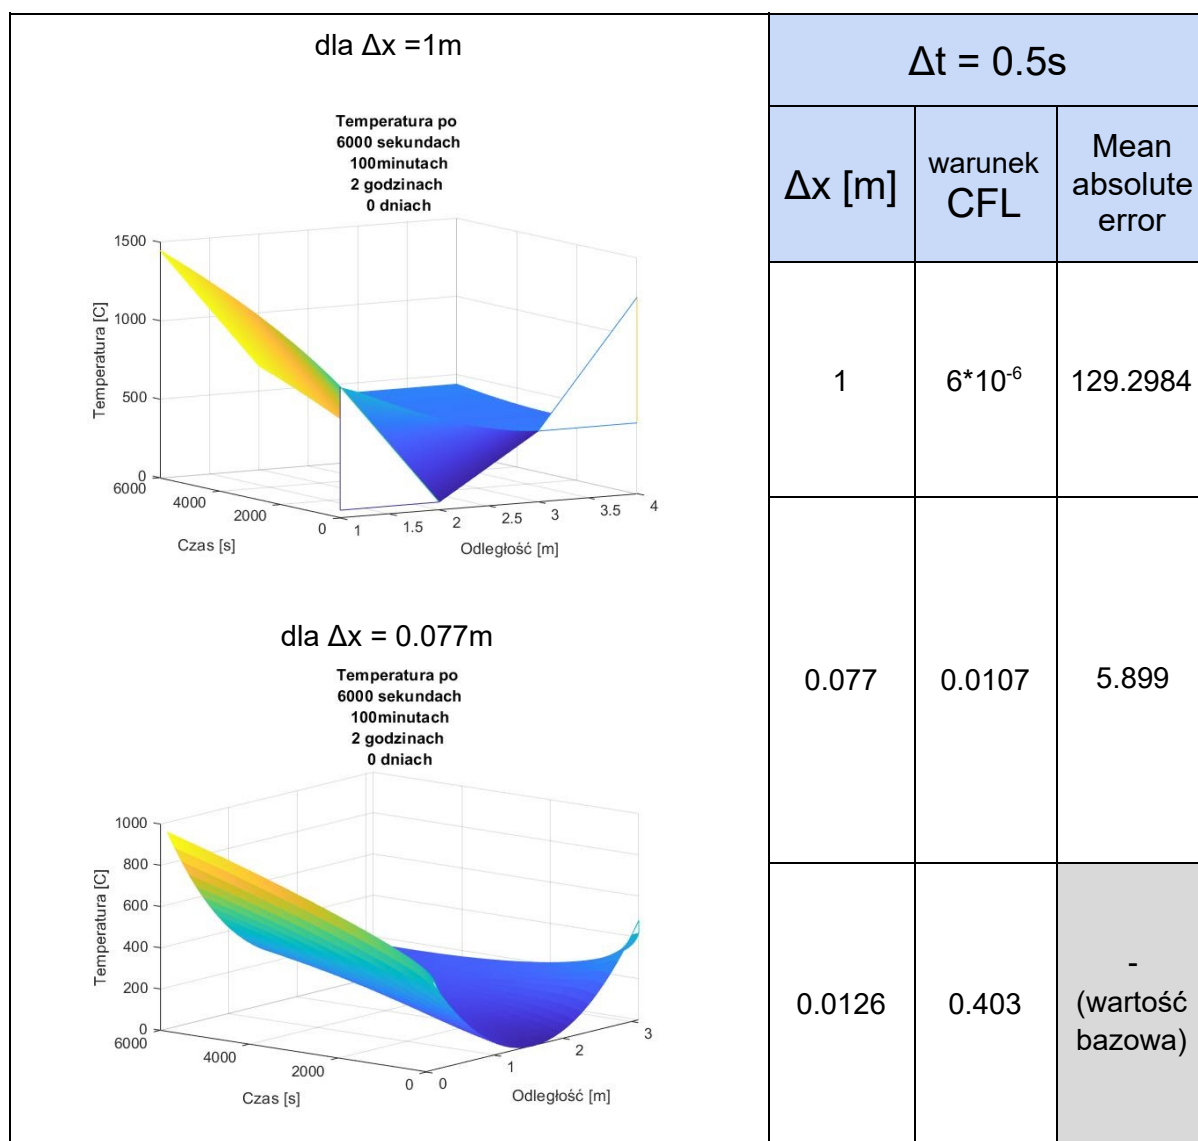 dla Δx =1m
Temperatura po
6000 sekundach
100minutach
2 godzinach
0 dniach
1500
1000
500
0
Temperatura [C]
6000
4000
2000
0
Czas [s]
1
1.5
2
2.5
3
3.5
4
Odległość [m]
dla Δx = 0.077m
Temperatura po
6000 sekundach
100minutach
2 godzinach
0 dniach
1000
800
600
400
200
0
Temperatura [C]
6000
4000
2000
0
Czas [s]
0
1
2
3
Odległość [m]
Δt = 0.5s
Δx [m]
warunek
CFL
Mean
absolute
error
1
6*10⁻⁶
129.2984
0.077
0.0107
5.899
0.0126
0.403
-
(wartość
bazowa)